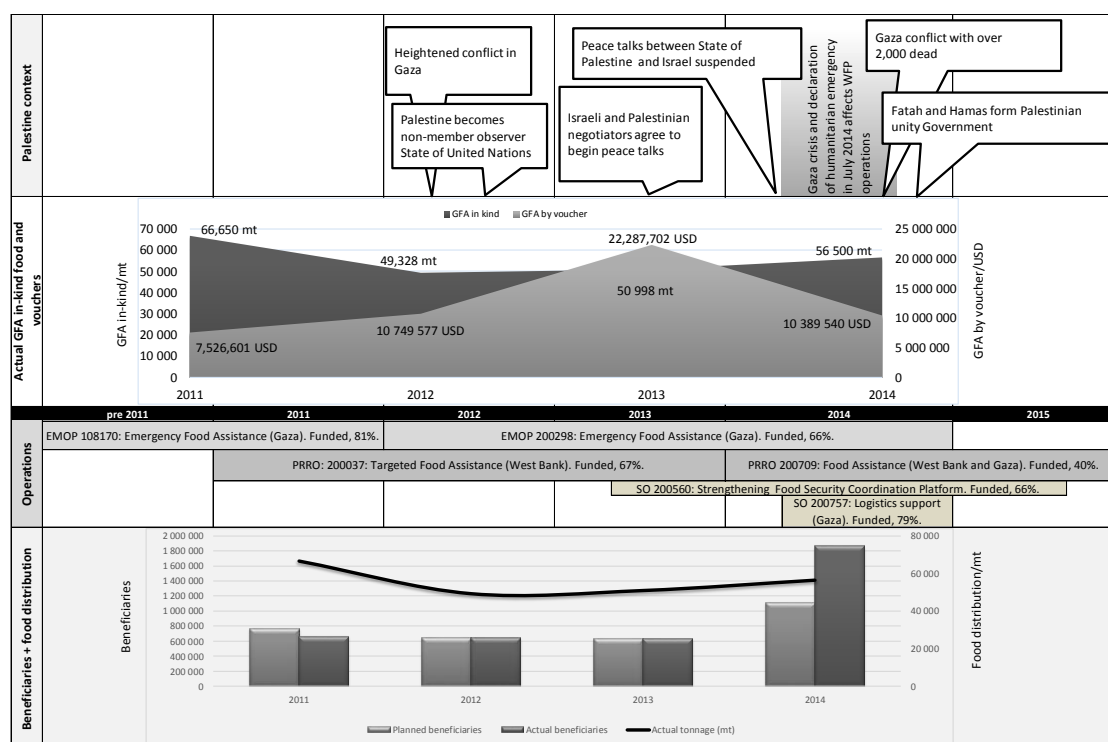 Palestine context
Heightened conflict in
Gaza
Palestine becomes
non-member observer
State of United Nations
Peace talks between State of
Palestine and Israel suspended
Israeli and Palestinian
negotiators agree to
begin peace talks
Gaza crisis and declaration
of humanitarian emergency
in July 2014 affects WFP
operations
Gaza conflict with over
2,000 dead
Fatah and Hamas form Palestinian
unity Government
Actual GFA in-kind food and
vouchers
GFA in kind
GFA by voucher
GFA in-kind/mt
70 000
60 000
50 000
40 000
30 000
20 000
10 000
0
66,650 mt
49,328 mt
22,287,702 USD
56 500 mt
50 998 mt
7,526,601 USD
10 749 577 USD
10 389 540 USD
25 000 000
20 000 000
15 000 000
10 000 000
5 000 000
0
GFA by voucher/USD
2011
2012
2013
2014
pre 2011
2011
2012
2013
2014
2015
Operations
EMOP 108170: Emergency Food Assistance (Gaza). Funded, 81%.
EMOP 200298: Emergency Food Assistance (Gaza). Funded, 66%.
PRRO: 200037: Targeted Food Assistance (West Bank). Funded, 67%.
PRRO 200709: Food Assistance (West Bank and Gaza). Funded, 40%.
SO 200560: Strengthening Food Security Coordination Platform. Funded, 66%.
SO 200757: Logistics support
(Gaza). Funded, 79%.
Beneficiaries + food distribution
Beneficiaries
2 000 000
1 800 000
1 600 000
1 400 000
1 200 000
1 000 000
800 000
600 000
400 000
200 000
0
80 000
60 000
40 000
20 000
0
Food distribution/mt
2011
2012
2013
2014
Planned beneficiaries
Actual beneficiaries
Actual tonnage (mt)